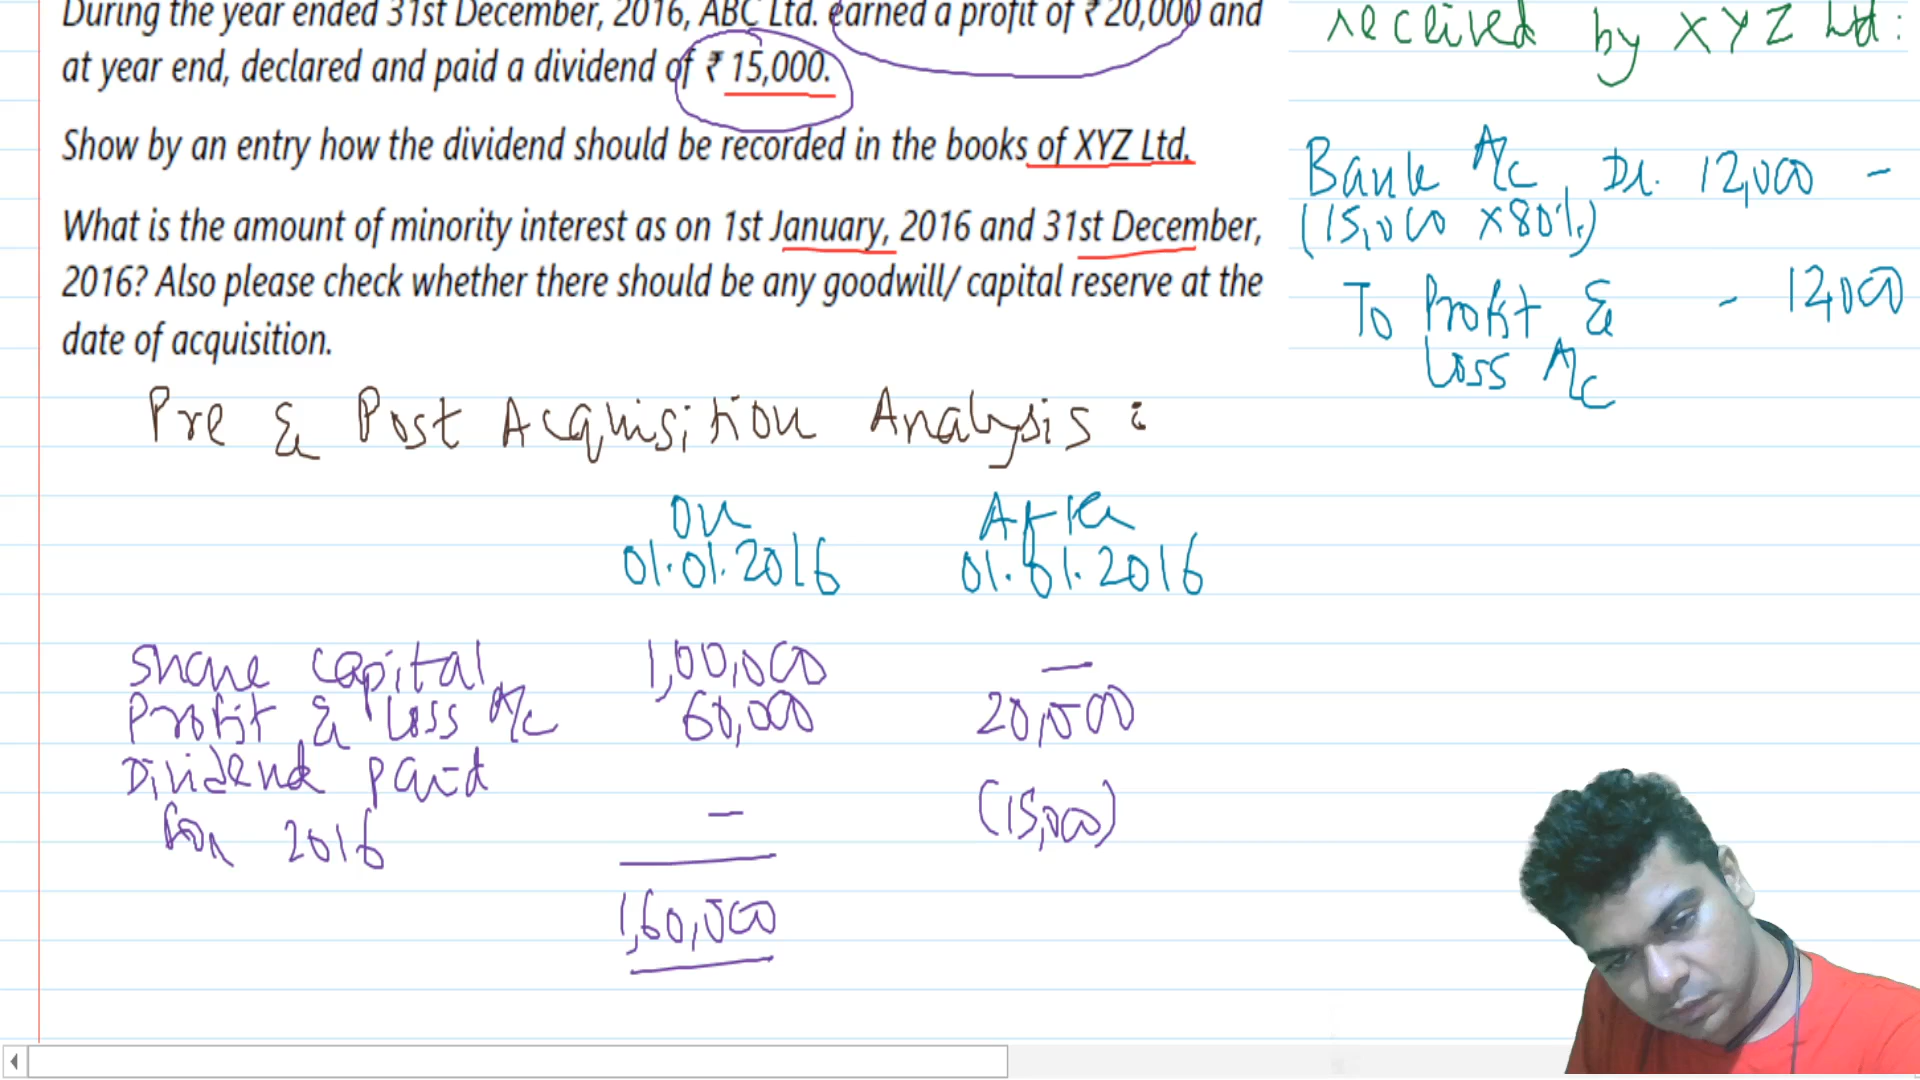 During the year ended 31st December, 2016, ABC Ltd. earned a profit of ₹ 20,000 and
at year end, declared and paid a dividend of ₹ 15,000.
Show by an entry how the dividend should be recorded in the books of XYZ Ltd.
What is the amount of minority interest as on 1st January, 2016 and 31st December,
2016? Also please check whether there should be any goodwill/ capital reserve at the
date of acquisition.
received by XYZ Ltd:
Bank A/c Dr. 12,000 -
(15,000 x 80%)
To Profit & - 12,000
Loss A/c
Pre & Post Acquisition Analysis :
On After
01.01.2016 01.01.2016
Share capital 1,00,000 —
Profit & Loss A/c 60,000 20,000
Dividend paid
for 2016 — (15,000)
1,60,000